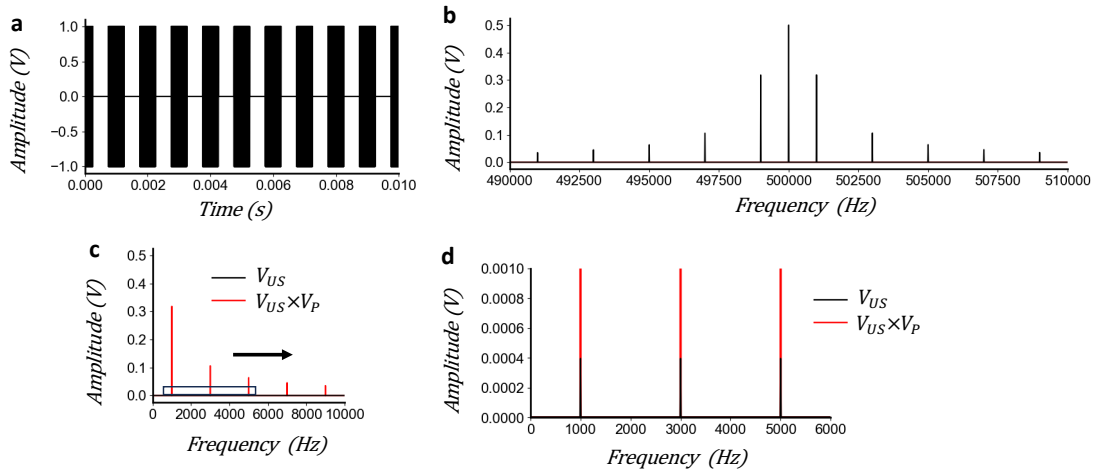 a
Amplitude (V)
1.0
0.5
0.0
−0.5
−1.0
0.000 0.002 0.004 0.006 0.008 0.010
Time (s)
b
Amplitude (V)
0.5
0.4
0.3
0.2
0.1
0.0
490000 492500 495000 497500 500000 502500 505000 507500 510000
Frequency (Hz)
c
Amplitude (V)
0.5
0.4
0.3
0.2
0.1
0.0
V_US
V_US×V_P
0 2000 4000 6000 8000 10000
Frequency (Hz)
d
Amplitude (V)
0.0010
0.0008
0.0006
0.0004
0.0002
0.0000
V_US
V_US×V_P
0 1000 2000 3000 4000 5000 6000
Frequency (Hz)